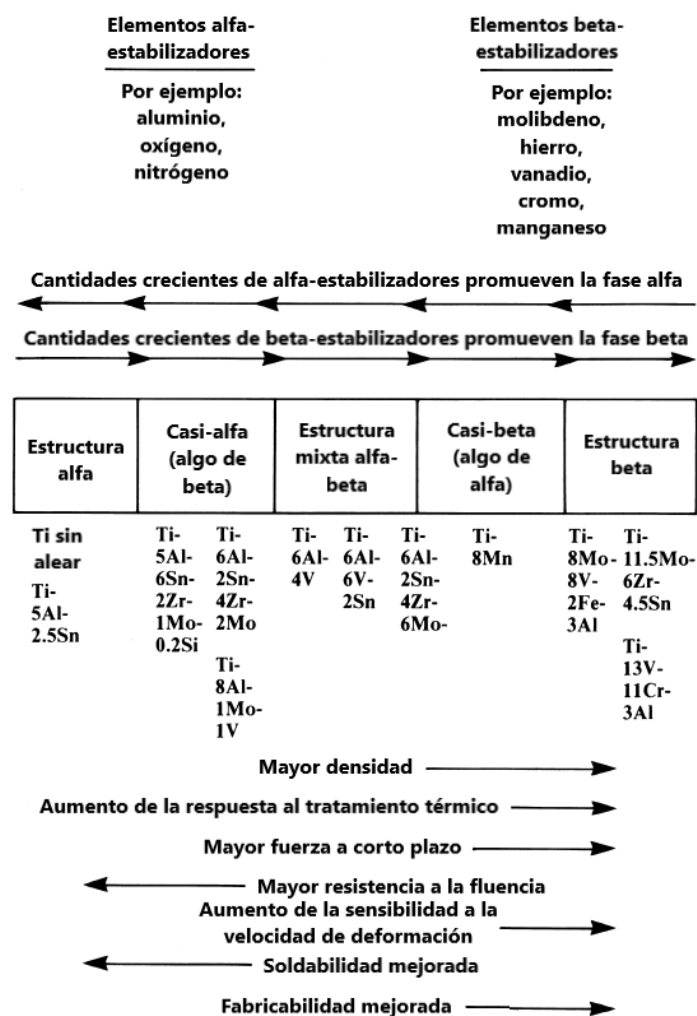 Elementos alfa-
estabilizadores
Por ejemplo:
aluminio,
oxígeno,
nitrógeno
Elementos beta-
estabilizadores
Por ejemplo:
molibdeno,
hierro,
vanadio,
cromo,
manganeso
Cantidades crecientes de alfa-estabilizadores promueven la fase alfa
Cantidades crecientes de beta-estabilizadores promueven la fase beta
Estructura
alfa
Casi-alfa
(algo de
beta)
Estructura
mixta alfa-
beta
Casi-beta
(algo de
alfa)
Estructura
beta
Ti sin
alear
Ti-
5Al-
2.5Sn
Ti-
5Al-
6Sn-
2Zr-
1Mo-
0.2Si
Ti-
6Al-
2Sn-
4Zr-
2Mo
Ti-
8Al-
1Mo-
1V
Ti-
6Al-
4V
Ti-
6Al-
6V-
2Sn
Ti-
6Al-
2Sn-
4Zr-
6Mo-
Ti-
8Mn
Ti-
8Mo-
8V-
2Fe-
3Al
Ti-
11.5Mo-
6Zr-
4.5Sn
Ti-
13V-
11Cr-
3Al
Mayor densidad
Aumento de la respuesta al tratamiento térmico
Mayor fuerza a corto plazo
Mayor resistencia a la fluencia
Aumento de la sensibilidad a la
velocidad de deformación
Soldabilidad mejorada
Fabricabilidad mejorada